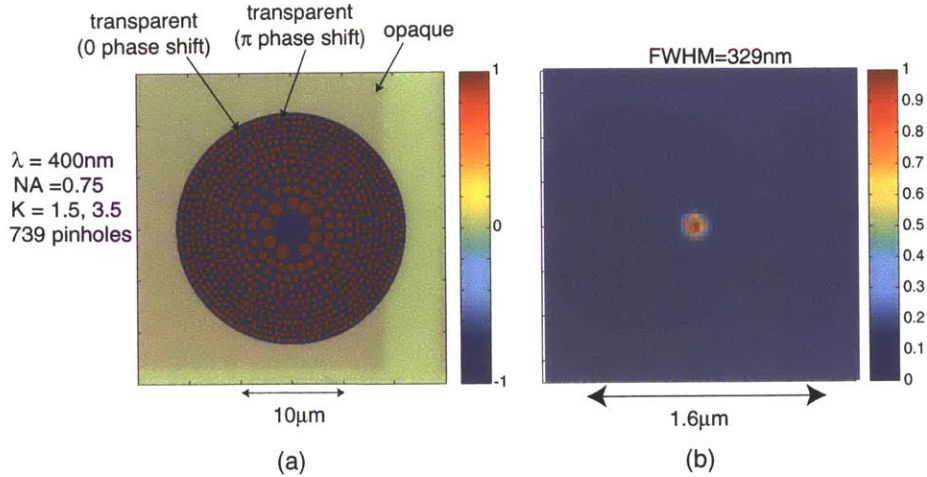 transparent
(0 phase shift)
transparent
(π phase shift)
opaque
λ = 400nm
NA =0.75
K = 1.5, 3.5
739 pinholes
1
0
-1
10μm
(a)
FWHM=329nm
1
0.9
0.8
0.7
0.6
0.5
0.4
0.3
0.2
0.1
0
1.6μm
(b)